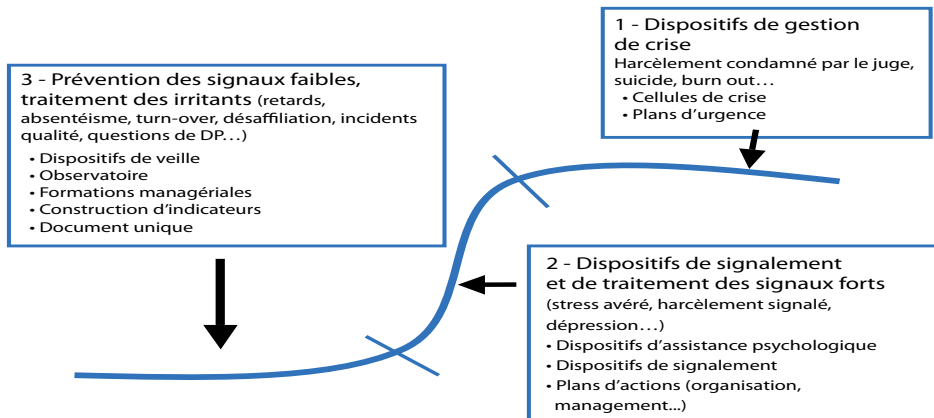 1 - Dispositifs de gestion
de crise
Harcèlement condamné par le juge,
suicide, burn out…
• Cellules de crise
• Plans d’urgence
3 - Prévention des signaux faibles,
traitement des irritants (retards,
absentéisme, turn-over, désaffiliation, incidents
qualité, questions de DP…)
• Dispositifs de veille
• Observatoire
• Formations managériales
• Construction d’indicateurs
• Document unique
2 - Dispositifs de signalement
et de traitement des signaux forts
(stress avéré, harcèlement signalé,
dépression…)
• Dispositifs d’assistance psychologique
• Dispositifs de signalement
• Plans d’actions (organisation,
management...)